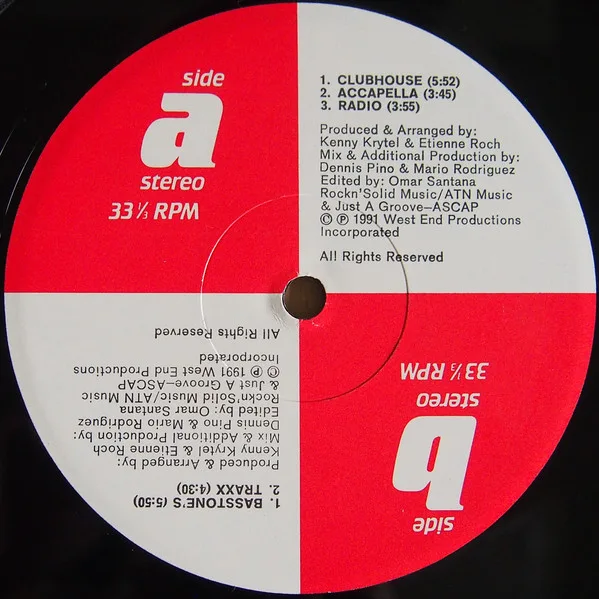 side
a
stereo
33 ⅓ RPM
1. CLUBHOUSE (5:52)
2. ACCAPELLA (3:45)
3. RADIO (3:55)
Produced & Arranged by:
Kenny Krytel & Etienne Roch
Mix & Additional Production by:
Dennis Pino & Mario Rodriguez
Edited by: Omar Santana
Rockn'Solid Music/ATN Music
& Just A Groove–ASCAP
© ℗ 1991 West End Productions
Incorporated
All Rights Reserved
side
b
stereo
33 ⅓ RPM
1. BASSTONE'S (5:50)
2. TRAXX (4:30)
Produced & Arranged by:
Kenny Krytel & Etienne Roch
Mix & Additional Production by:
Dennis Pino & Mario Rodriguez
Edited by: Omar Santana
Rockn'Solid Music/ATN Music
& Just A Groove–ASCAP
© ℗ 1991 West End Productions
Incorporated
All Rights Reserved